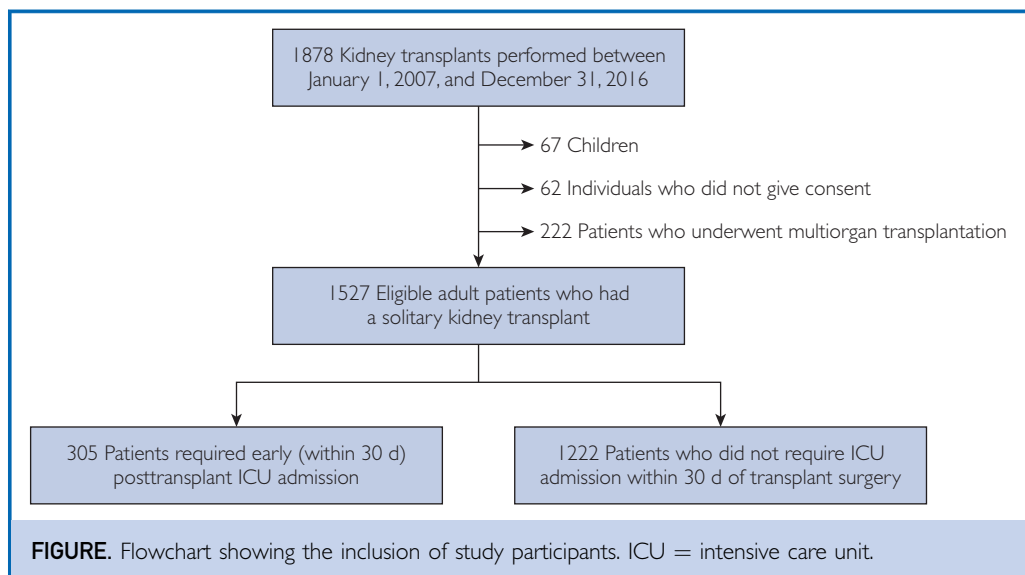 1878 Kidney transplants performed between
January 1, 2007, and December 31, 2016
67 Children
62 Individuals who did not give consent
222 Patients who underwent multiorgan transplantation
1527 Eligible adult patients who had
a solitary kidney transplant
305 Patients required early (within 30 d)
posttransplant ICU admission
1222 Patients who did not require ICU
admission within 30 d of transplant surgery
FIGURE. Flowchart showing the inclusion of study participants. ICU = intensive care unit.